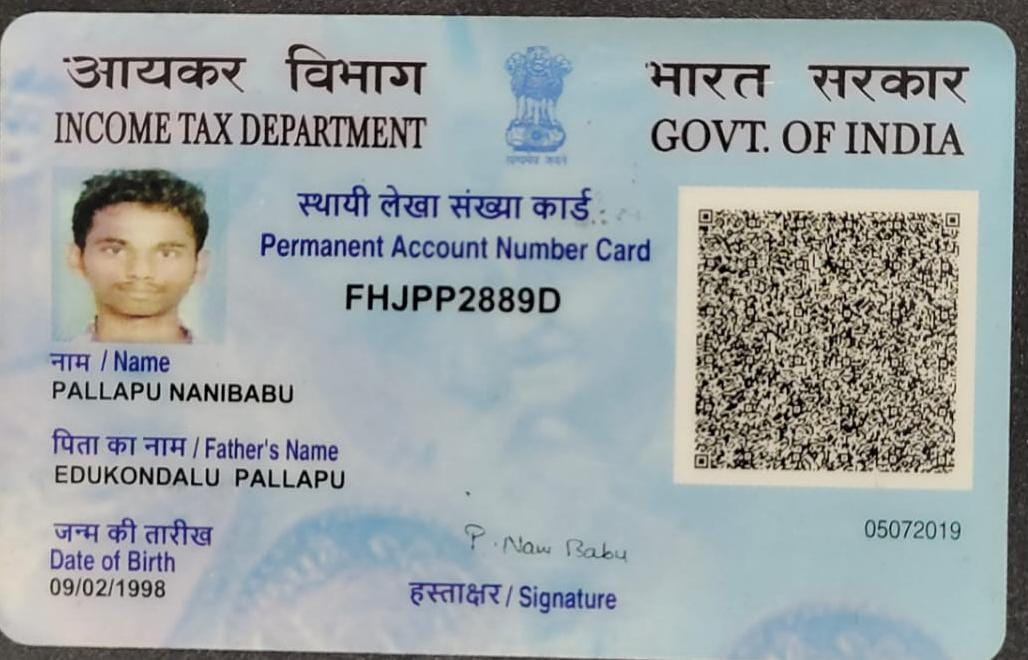 आयकर विभाग
INCOME TAX DEPARTMENT
भारत सरकार
GOVT. OF INDIA
सत्यमेव जयते
स्थायी लेखा संख्या कार्ड
Permanent Account Number Card
FHJPP2889D
नाम / Name
PALLAPU NANIBABU
पिता का नाम / Father's Name
EDUKONDALU PALLAPU
जन्म की तारीख
Date of Birth
09/02/1998
P. Nani Babu
हस्ताक्षर / Signature
05072019